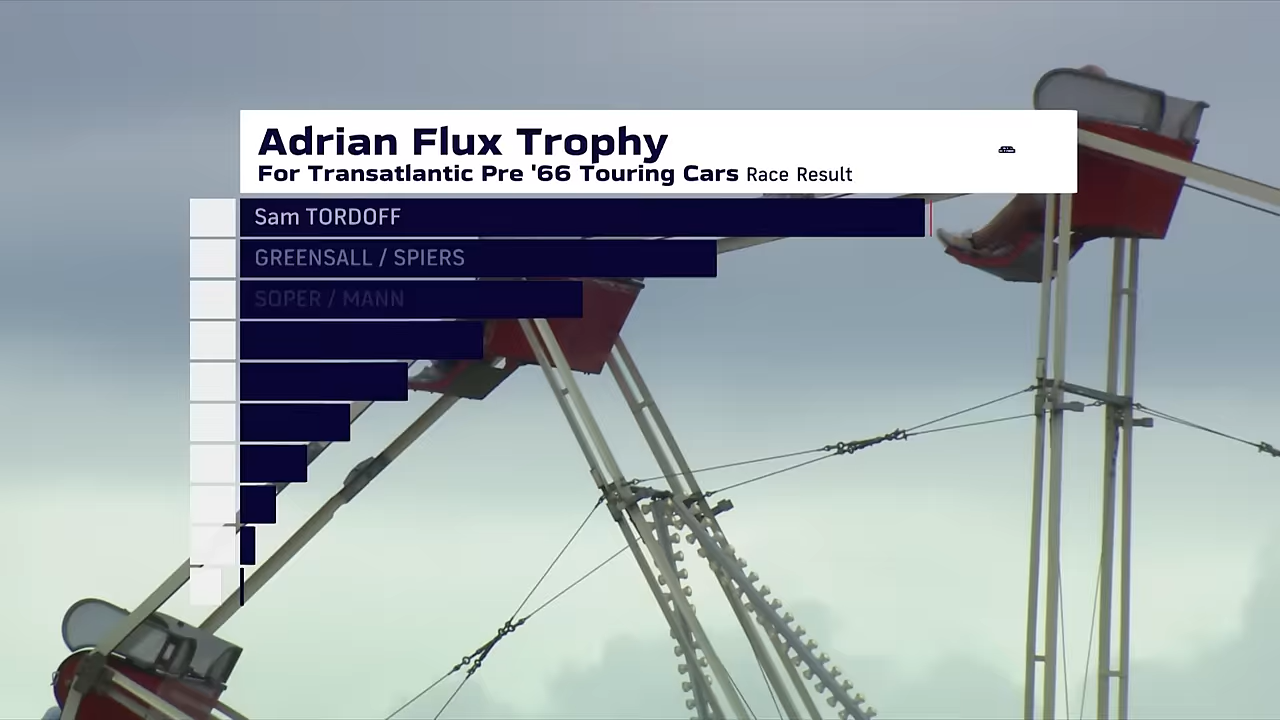 Adrian Flux Trophy
For Transatlantic Pre '66 Touring Cars Race Result
Sam TORDOFF
GREENSALL / SPIERS
SOPER / MANN